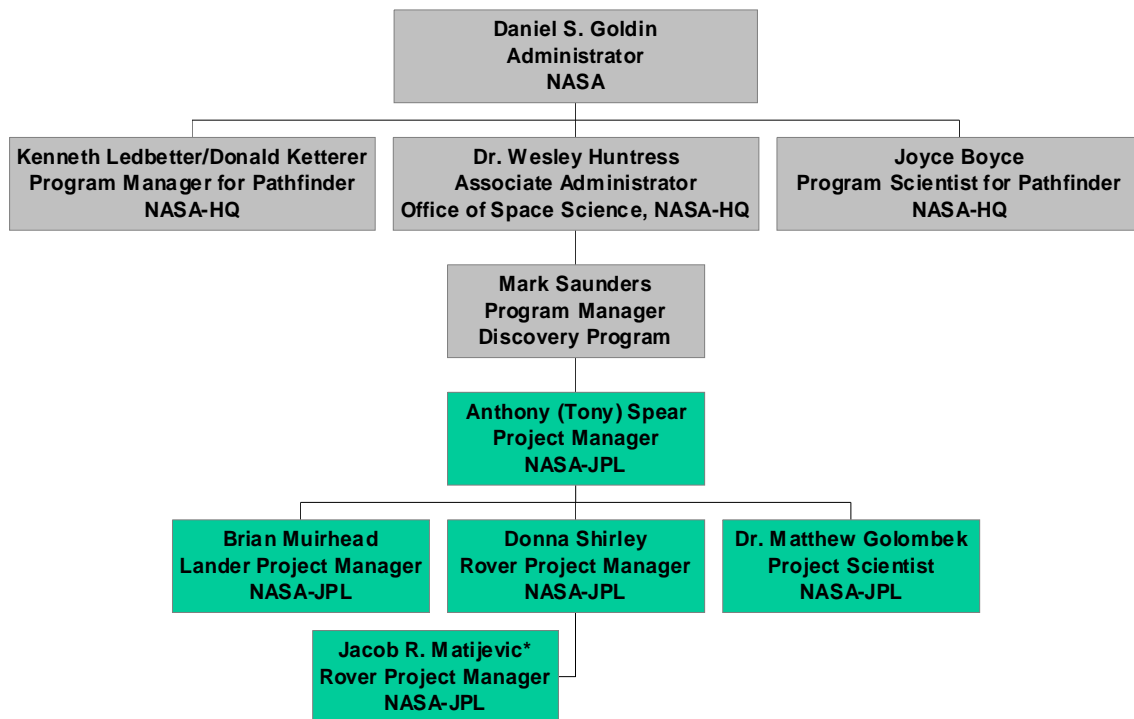 Daniel S. Goldin
Administrator
NASA
Kenneth Ledbetter/Donald Ketterer
Program Manager for Pathfinder
NASA-HQ
Dr. Wesley Huntress
Associate Administrator
Office of Space Science, NASA-HQ
Joyce Boyce
Program Scientist for Pathfinder
NASA-HQ
Mark Saunders
Program Manager
Discovery Program
Anthony (Tony) Spear
Project Manager
NASA-JPL
Brian Muirhead
Lander Project Manager
NASA-JPL
Donna Shirley
Rover Project Manager
NASA-JPL
Dr. Matthew Golombek
Project Scientist
NASA-JPL
Jacob R. Matijevic*
Rover Project Manager
NASA-JPL